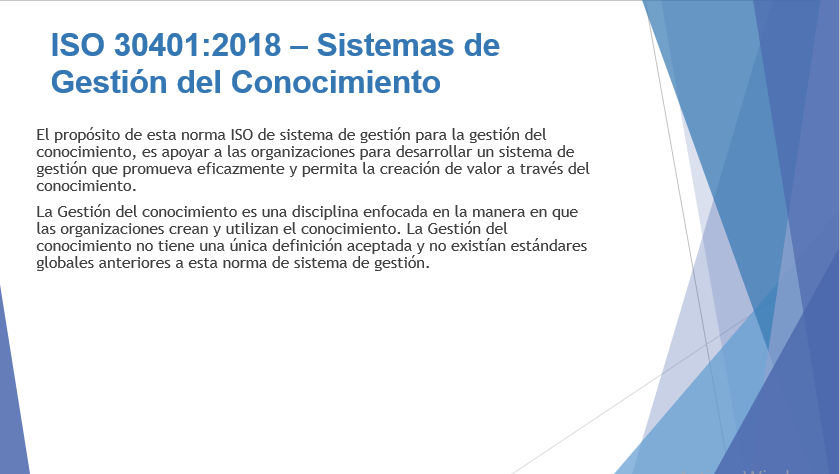 ISO 30401:2018 – Sistemas de
Gestión del Conocimiento
El propósito de esta norma ISO de sistema de gestión para la gestión del
conocimiento, es apoyar a las organizaciones para desarrollar un sistema de
gestión que promueva eficazmente y permita la creación de valor a través del
conocimiento.
La Gestión del conocimiento es una disciplina enfocada en la manera en que
las organizaciones crean y utilizan el conocimiento. La Gestión del
conocimiento no tiene una única definición aceptada y no existían estándares
globales anteriores a esta norma de sistema de gestión.